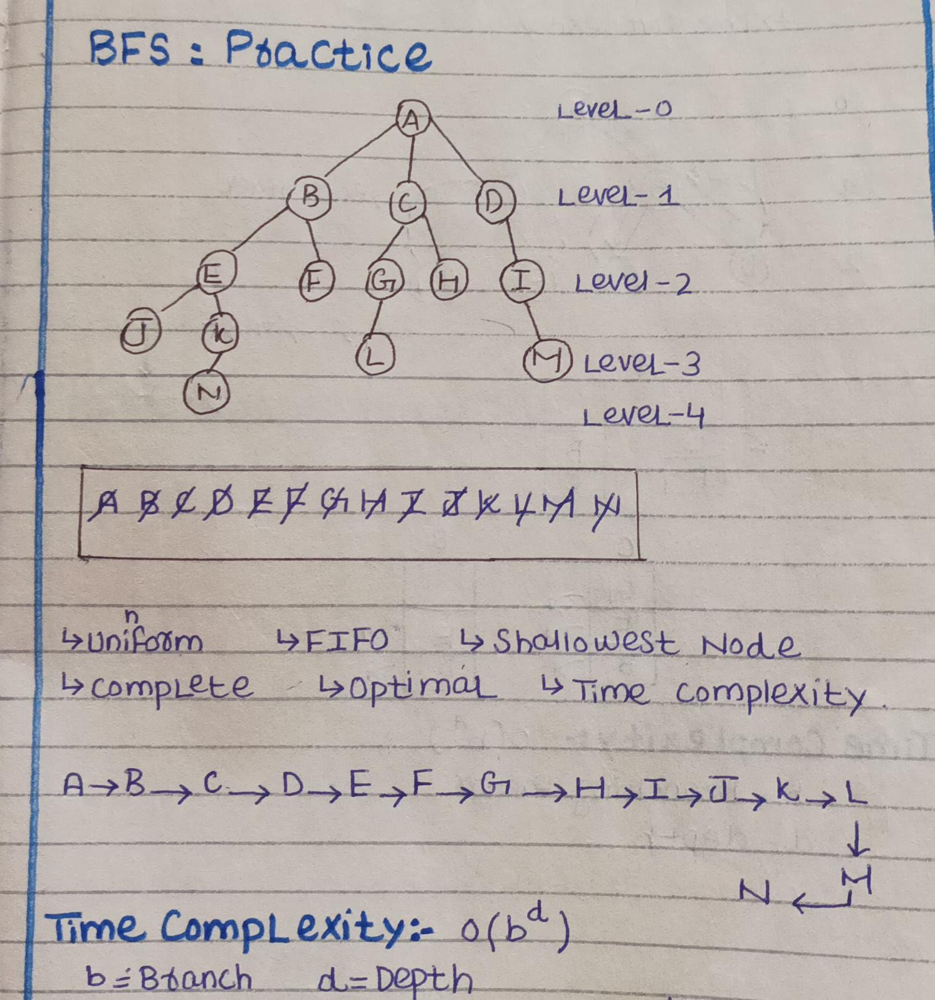 BFS : Practice
A Level-0
B C D Level-1
E F G H I Level-2
J K L M Level-3
N Level-4
A B C D E F G H I J K L M N
n
↳ Uniform ↳ FIFO ↳ Shallowest Node
↳ Complete ↳ Optimal ↳ Time Complexity.
A → B → C → D → E → F → G → H → I → J → K → L
↓
N ← M
Time Complexity:- O(b^d)
b = Branch d = Depth